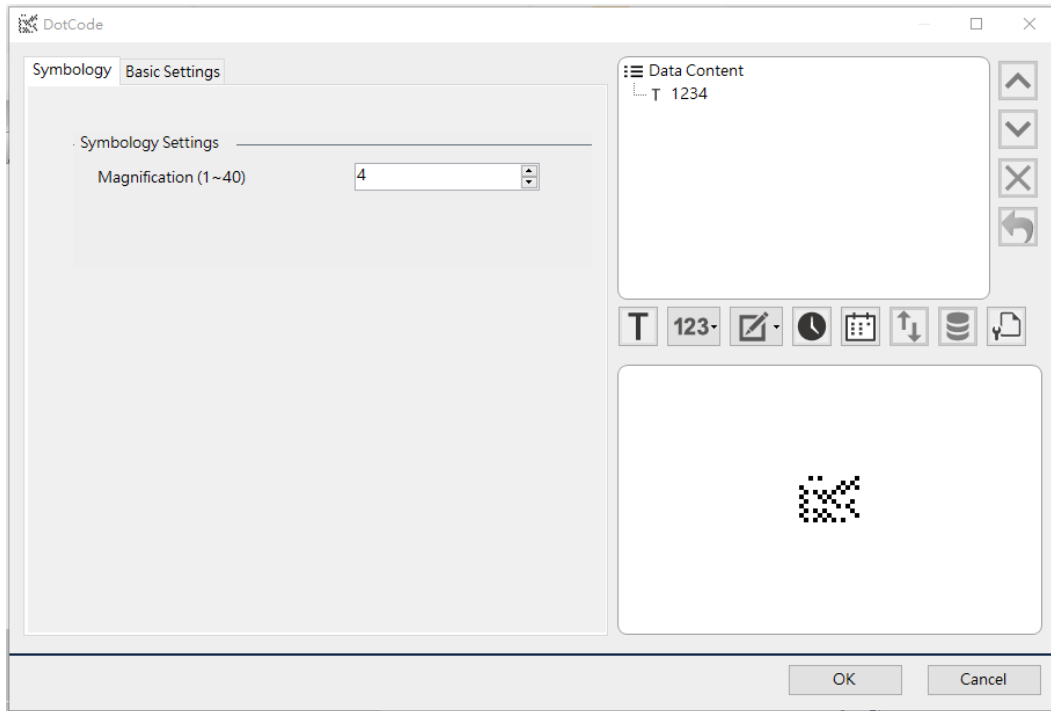 DotCode
Symbology
Basic Settings
Symbology Settings
Magnification (1~40)
4
Data Content
T 1234
T
123
OK
Cancel